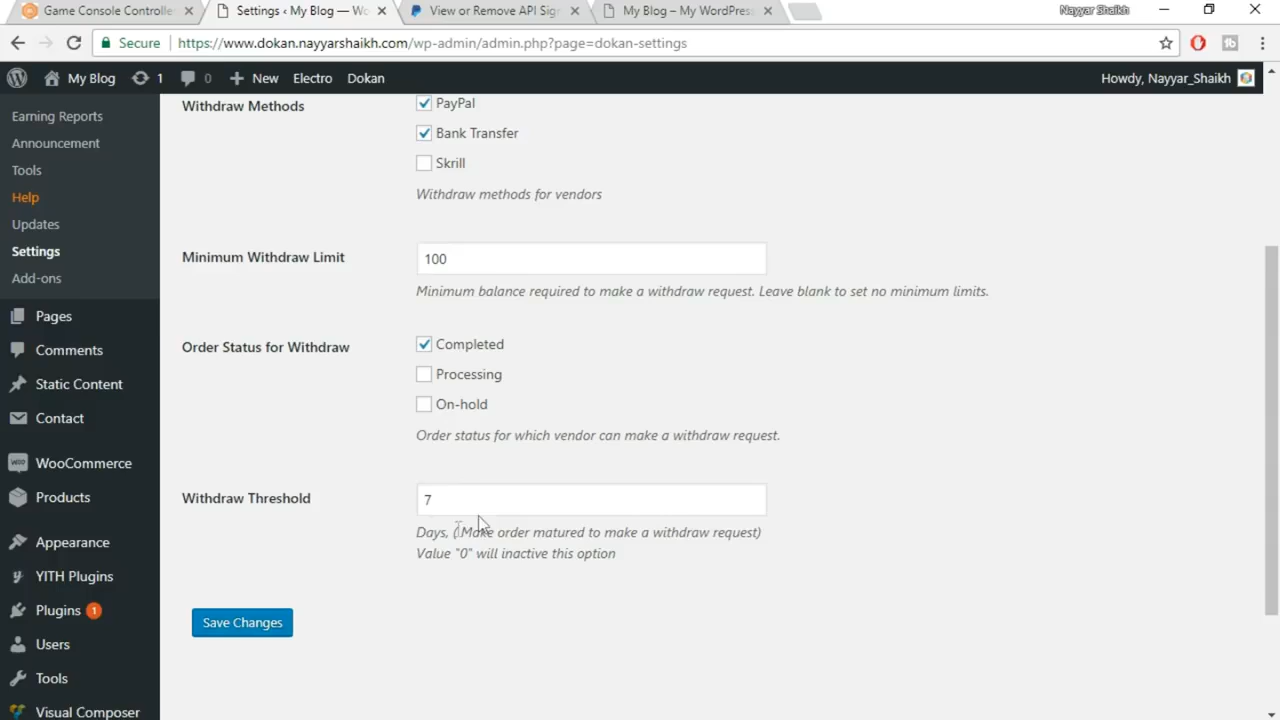 Game Console Controlle
Settings ‹ My Blog — Wo
View or Remove API Sig
My Blog – My WordPres
Nayyar Shaikh
Secure
https://www.dokan.nayyarshaikh.com/wp-admin/admin.php?page=dokan-settings
My Blog
1
0
New
Electro
Dokan
Howdy, Nayyar_Shaikh
Earning Reports
Announcement
Tools
Help
Updates
Settings
Add-ons
Pages
Comments
Static Content
Contact
WooCommerce
Products
Appearance
YITH Plugins
Plugins 1
Users
Tools
Visual Composer
Withdraw Methods
PayPal
Bank Transfer
Skrill
Withdraw methods for vendors
Minimum Withdraw Limit
100
Minimum balance required to make a withdraw request. Leave blank to set no minimum limits.
Order Status for Withdraw
Completed
Processing
On-hold
Order status for which vendor can make a withdraw request.
Withdraw Threshold
7
Days, ( Make order matured to make a withdraw request)
Value "0" will inactive this option
Save Changes